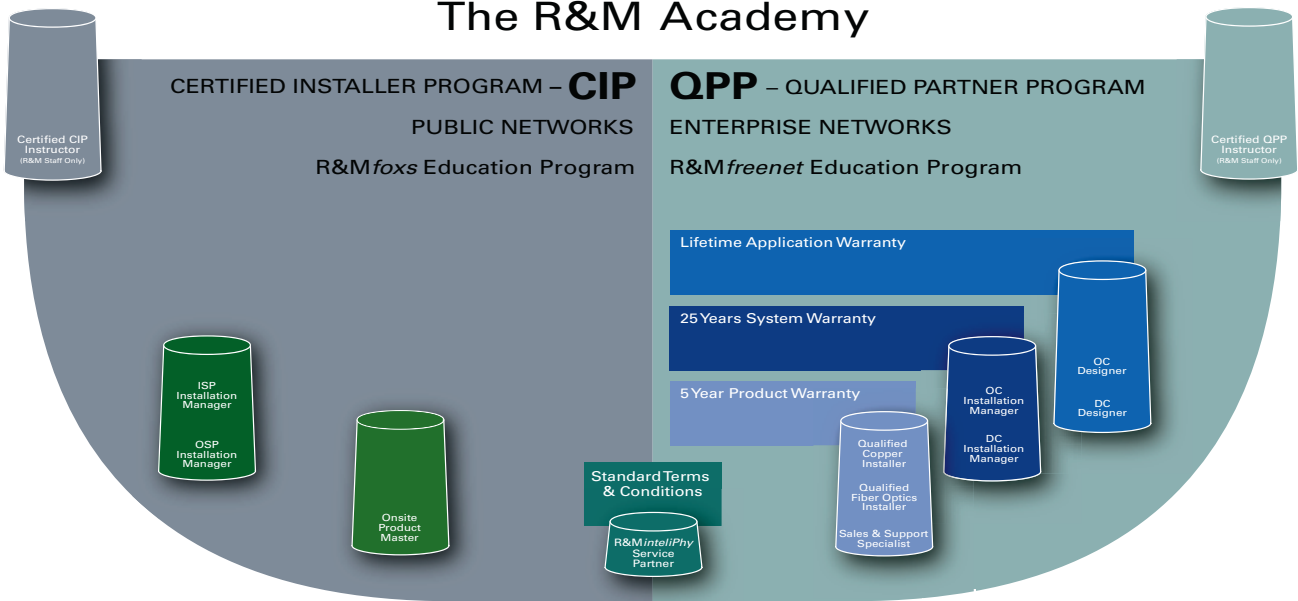 The R&M Academy
CERTIFIED INSTALLER PROGRAM – CIP
PUBLIC NETWORKS
R&Mfoxs Education Program
QPP – QUALIFIED PARTNER PROGRAM
ENTERPRISE NETWORKS
R&Mfreenet Education Program
Certified CIP
Instructor
(R&M Staff Only)
Certified QPP
Instructor
(R&M Staff Only)
Lifetime Application Warranty
25 Years System Warranty
5 Year Product Warranty
ISP
Installation
Manager
OSP
Installation
Manager
Onsite
Product
Master
Standard Terms
& Conditions
R&MinteliPhy
Service
Partner
Qualified
Copper
Installer
Qualified
Fiber Optics
Installer
Sales & Support
Specialist
OC
Installation
Manager
DC
Installation
Manager
OC
Designer
DC
Designer